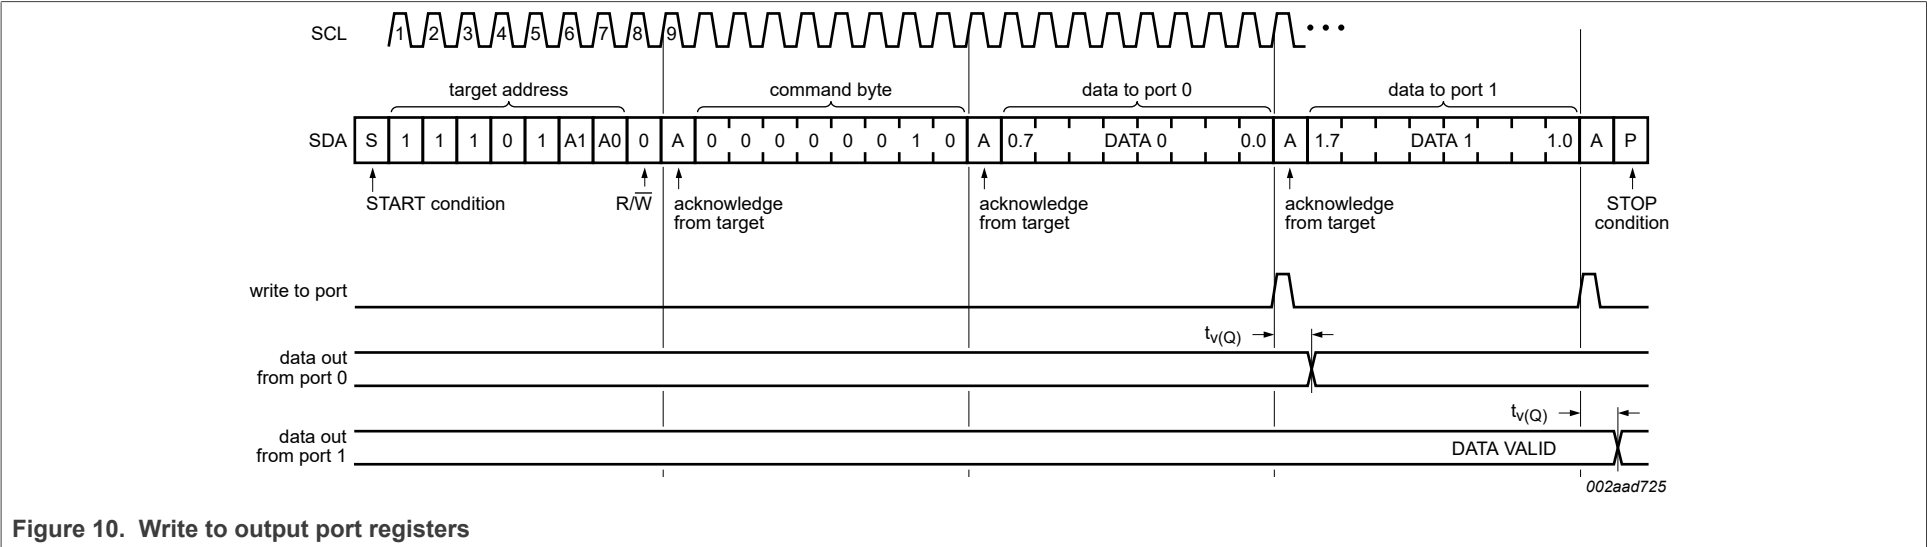 SCL 1 2 3 4 5 6 7 8 9 •••
target address command byte data to port 0 data to port 1
SDA S 1 1 1 0 1 A1 A0 0 A 0 0 0 0 0 0 1 0 A 0.7 DATA 0 0.0 A 1.7 DATA 1 1.0 A P
START condition R/W̅ acknowledge acknowledge acknowledge STOP
from target from target from target condition
write to port
tv(Q)
data out
from port 0
tv(Q)
data out
from port 1 DATA VALID
002aad725
Figure 10. Write to output port registers